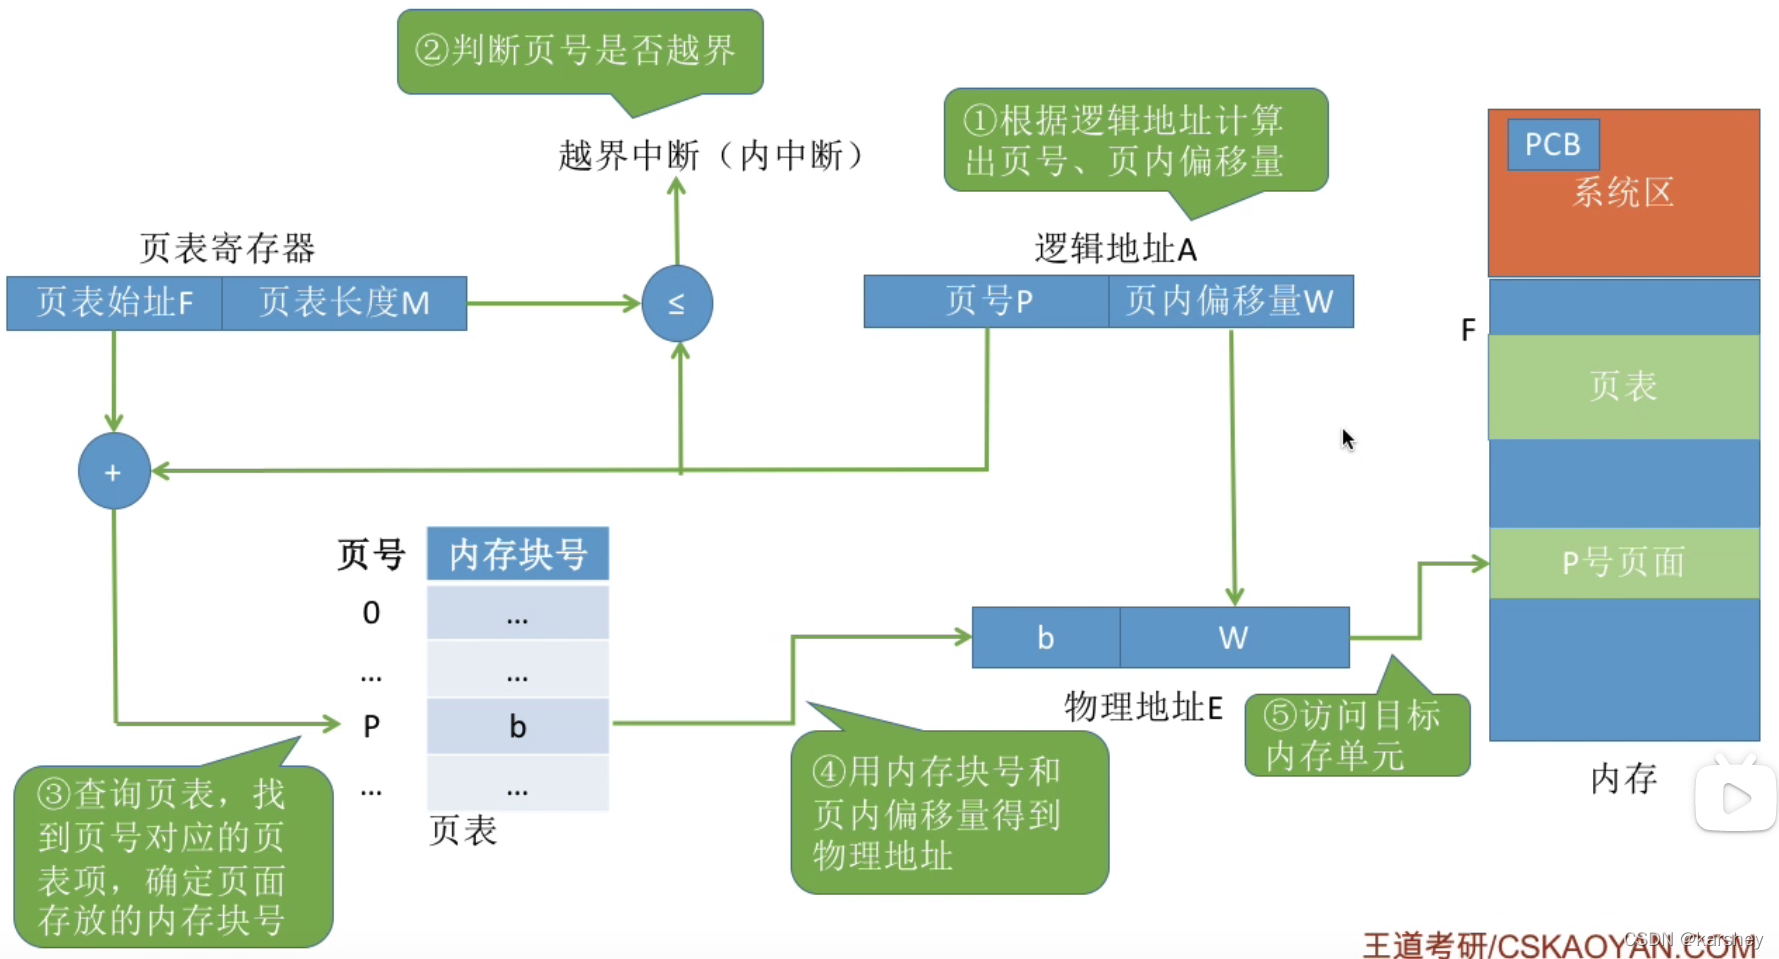 ②判断页号是否越界
①根据逻辑地址计算
出页号、页内偏移量
越界中断（内中断）
PCB
系统区
页表寄存器
逻辑地址A
页表始址F
页表长度M
≤
页号P
页内偏移量W
F
页表
+
页号
内存块号
P号页面
0
...
...
...
b
W
P
b
物理地址E
⑤访问目标
内存单元
④用内存块号和
页内偏移量得到
物理地址
③查询页表，找
到页号对应的页
表项，确定页面
存放的内存块号
...
...
页表
内存
王道考研/CSKAOYAN.COM
CSDN @karshey